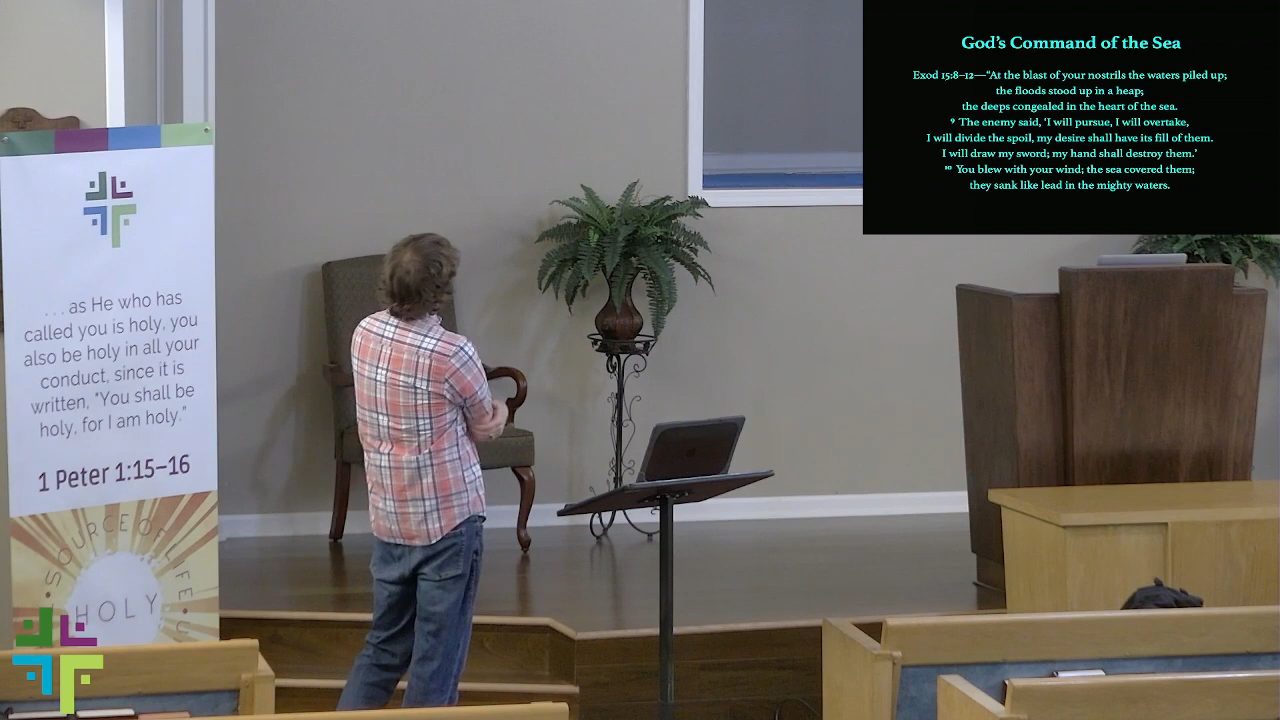 God's Command of the Sea
Exod 15:8–12—“At the blast of your nostrils the waters piled up;
the floods stood up in a heap;
the deeps congealed in the heart of the sea.
⁹ The enemy said, ‘I will pursue, I will overtake,
I will divide the spoil, my desire shall have its fill of them.
I will draw my sword; my hand shall destroy them.’
¹⁰ You blew with your wind; the sea covered them;
they sank like lead in the mighty waters.
. . . as He who has
called you is holy, you
also be holy in all your
conduct, since it is
written, "You shall be
holy, for I am holy."
1 Peter 1:15–16
• SOURCE OF LIFE •
HOLY